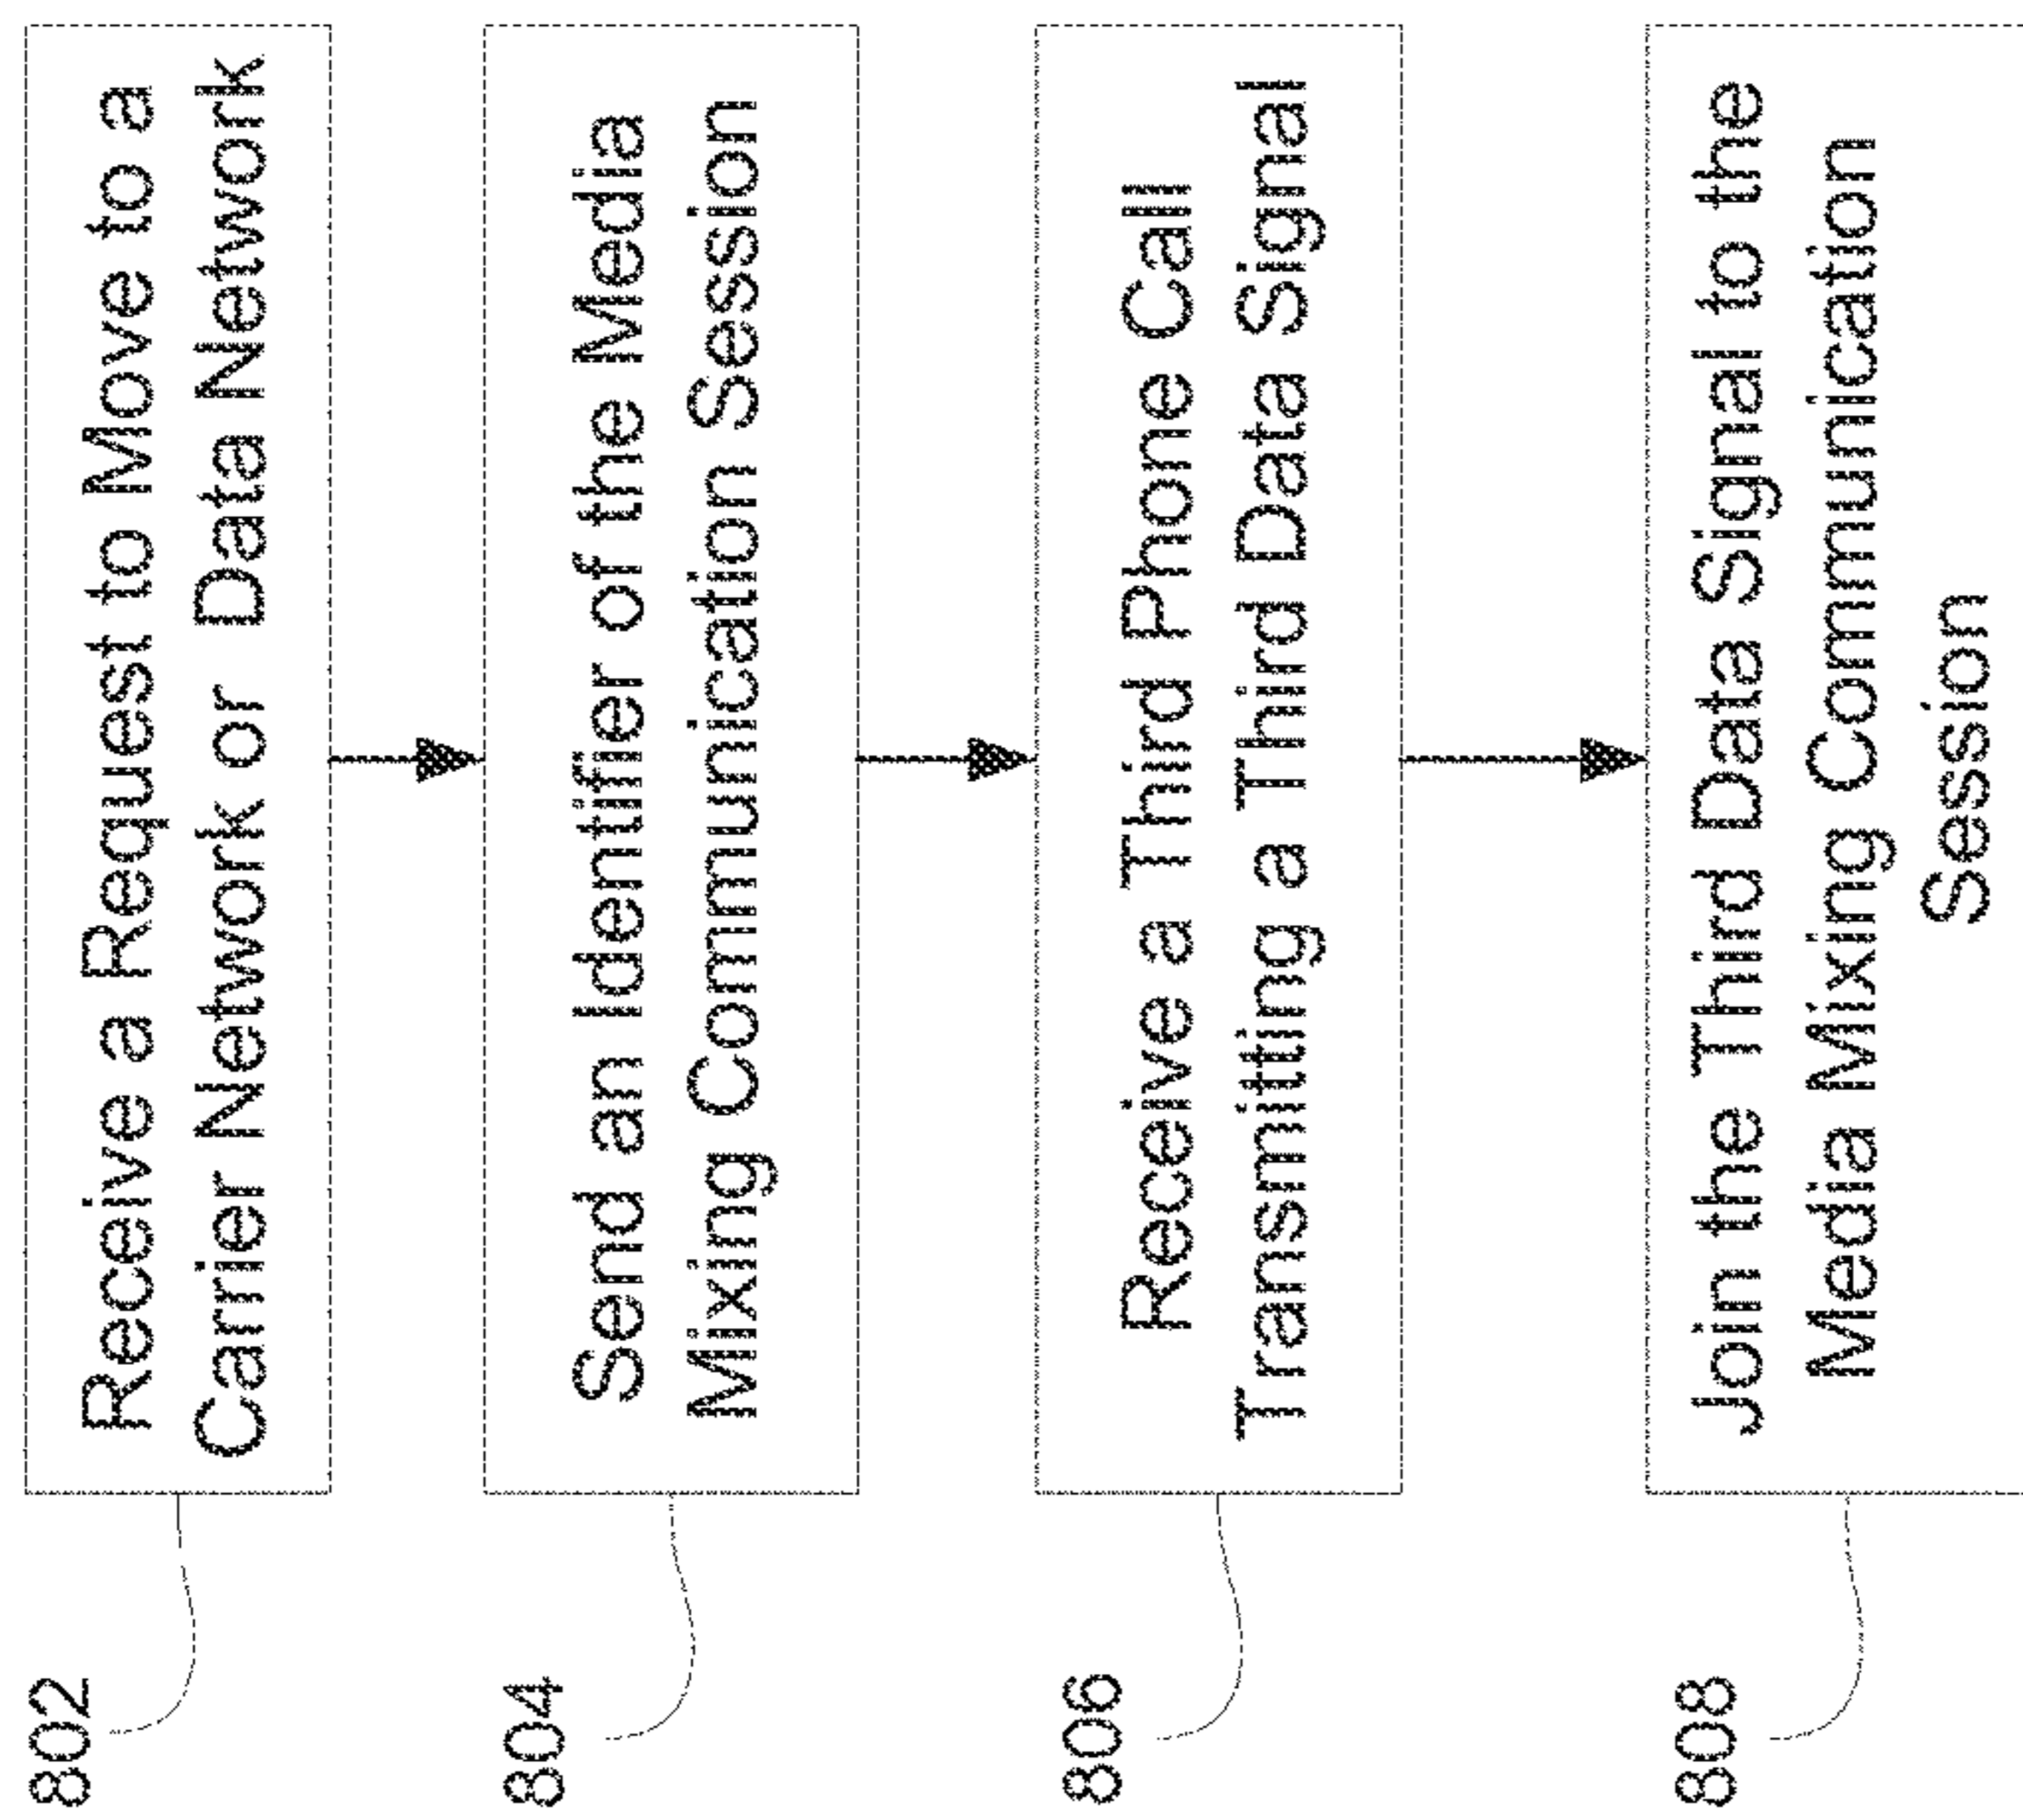 802
Receive a Request to Move to a
Carrier Network or Data Network
804
Send an Identifier of the Media
Mixing Communication Session
806
Receive a Third Phone Call
Transmitting a Third Data Signal
808
Join the Third Data Signal to the
Media Mixing Communication
Session